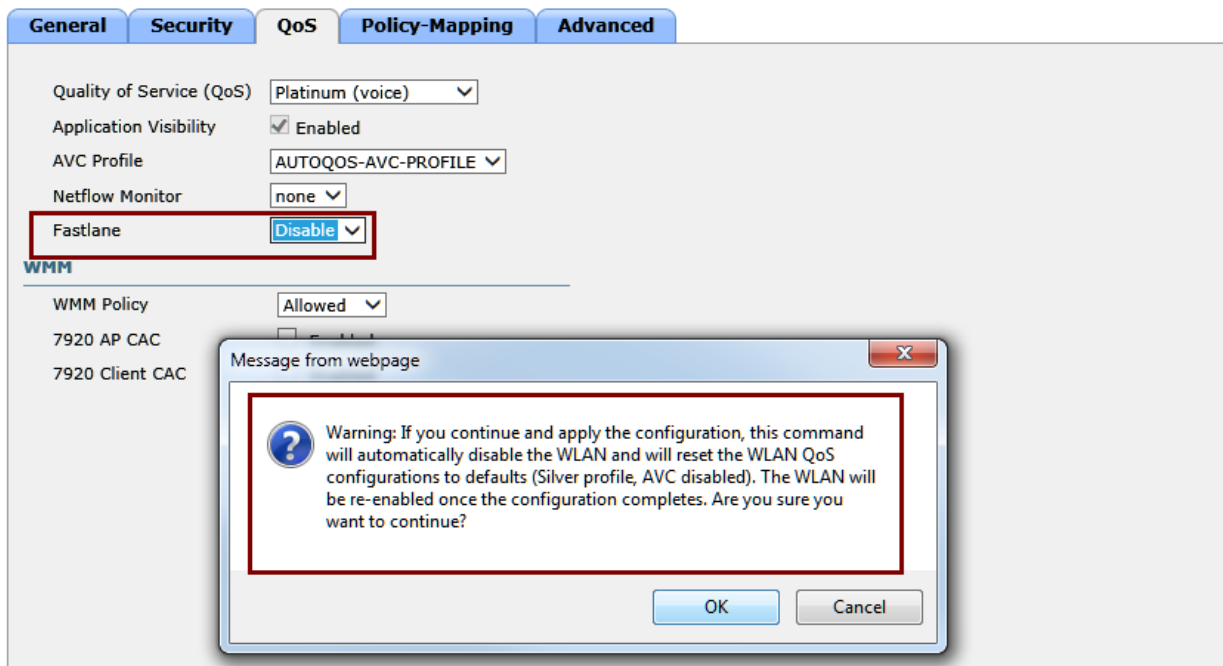 General Security QoS Policy-Mapping Advanced
Quality of Service (QoS) Platinum (voice)
Application Visibility Enabled
AVC Profile AUTOQOS-AVC-PROFILE
Netflow Monitor none
Fastlane Disable
WMM
WMM Policy Allowed
7920 AP CAC
7920 Client CAC
Message from webpage
Warning: If you continue and apply the configuration, this command
will automatically disable the WLAN and will reset the WLAN QoS
configurations to defaults (Silver profile, AVC disabled). The WLAN will
be re-enabled once the configuration completes. Are you sure you
want to continue?
OK Cancel